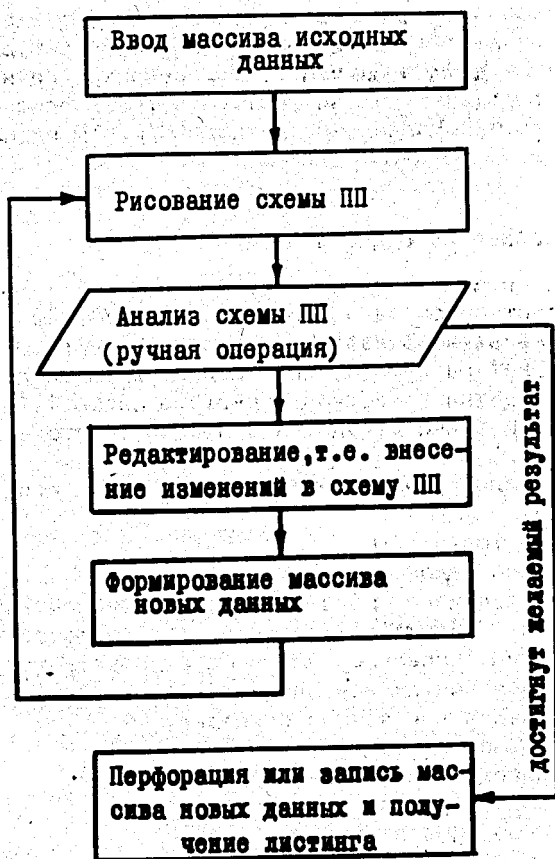 Ввод массива исходных
данных
Рисование схемы ПП
Анализ схемы ПП
(ручная операция)
Редактирование,т.е. внесе-
ние изменений в схему ПП
Формирование массива
новых данных
достигнут желаемый результат
Перфорация или запись мас-
сива новых данных и полу-
чение листинга